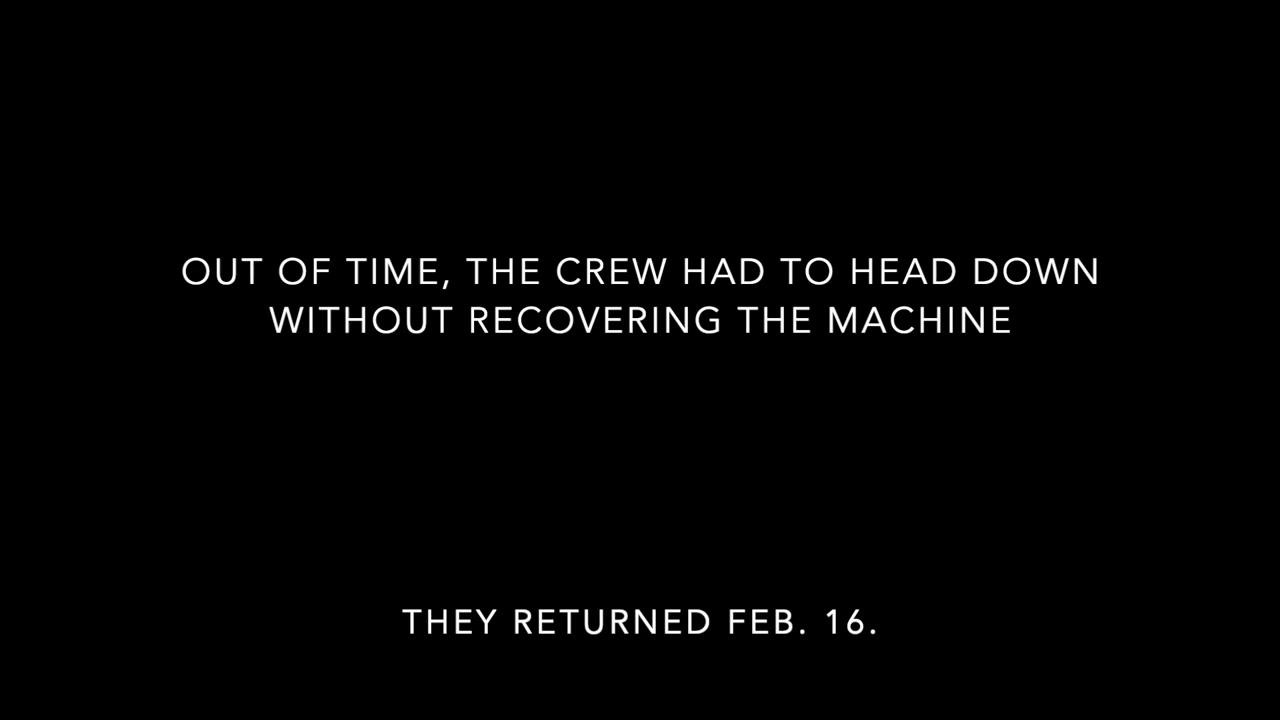 OUT OF TIME, THE CREW HAD TO HEAD DOWN
WITHOUT RECOVERING THE MACHINE
THEY RETURNED FEB. 16.